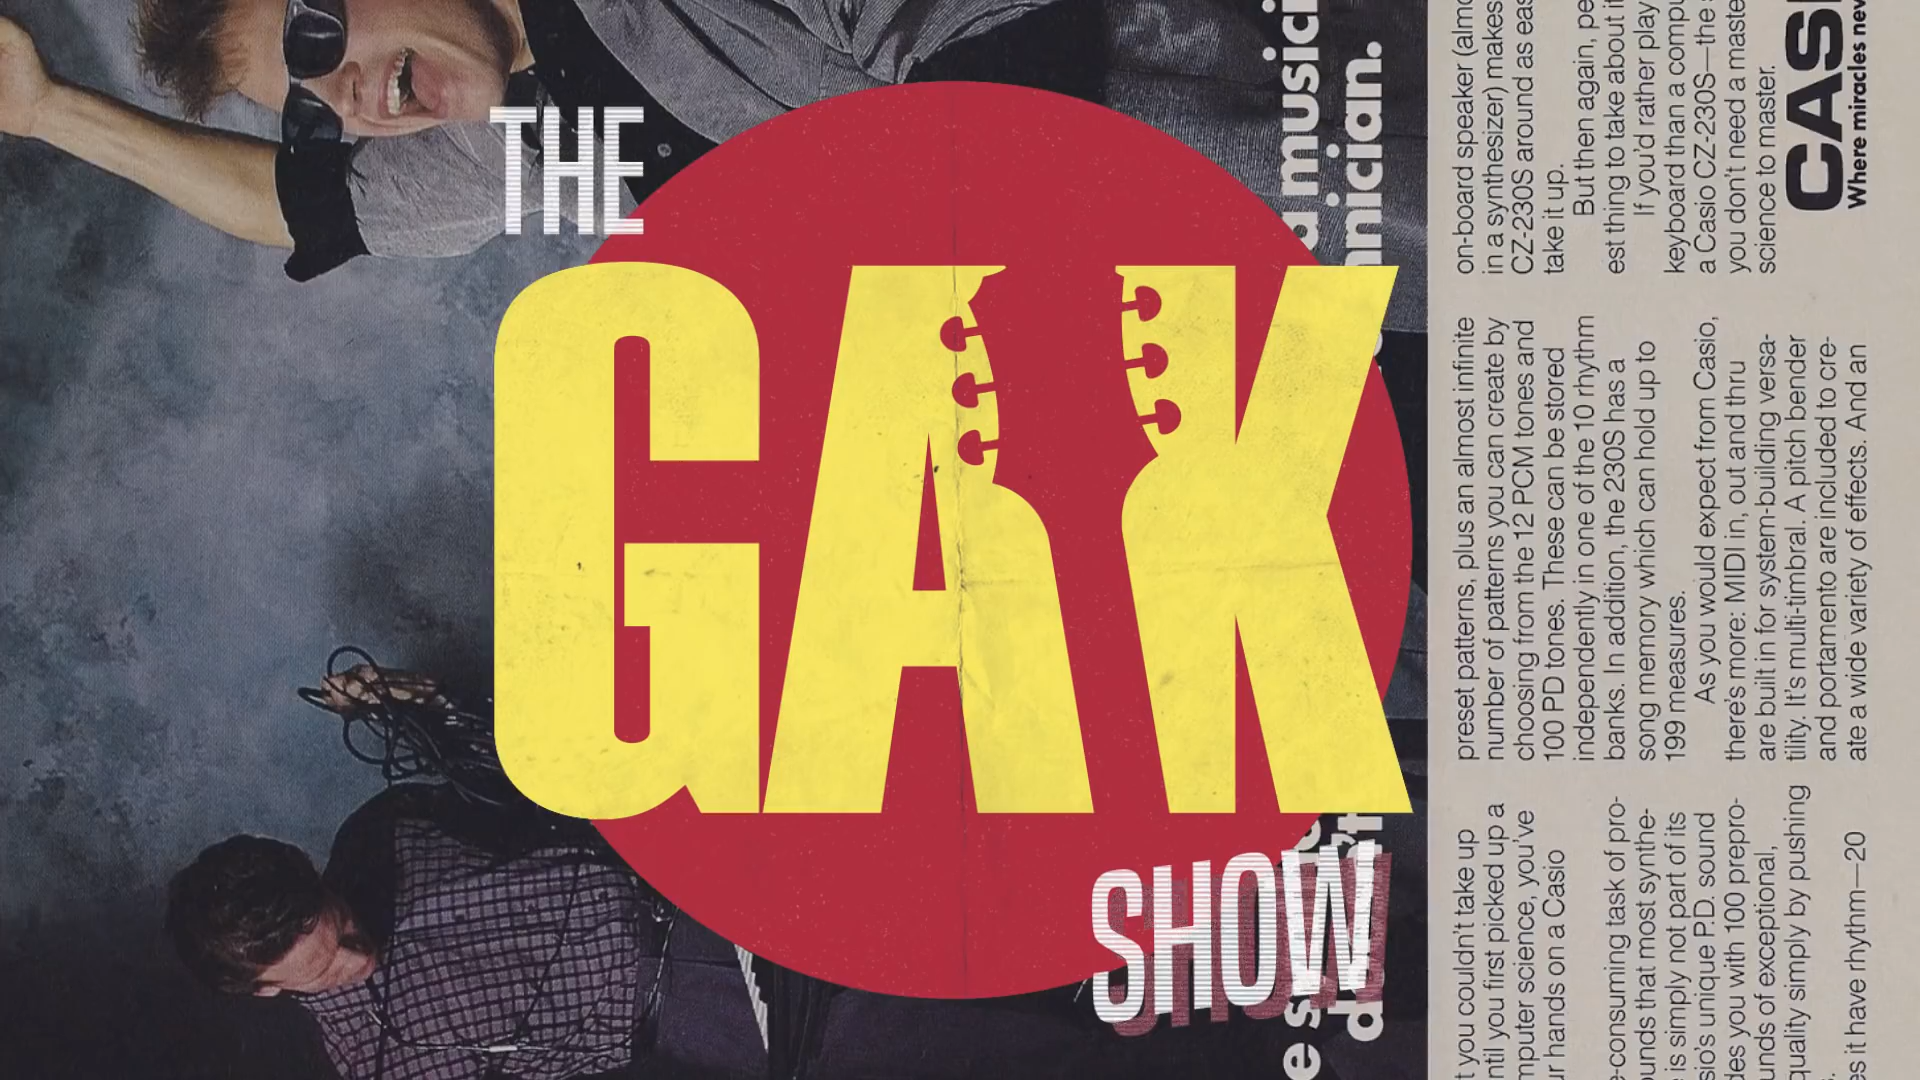 THE
GAK
SHOW
a musici
nnician.
e s
d
't
t you couldn't take up
ntil you first picked up a
mputer science, you've
ur hands on a Casio
e-consuming task of pro-
ounds that most synthe-
e is simply not part of its
sio's unique P.D. sound
des you with 100 prepro-
unds of exceptional,
quality simply by pushing
es it have rhythm—20
preset patterns, plus an almost infinite
number of patterns you can create by
choosing from the 12 PCM tones and
100 PD tones. These can be stored
independently in one of the 10 rhythm
banks. In addition, the 230S has a
song memory which can hold up to
199 measures.
As you would expect from Casio,
there's more: MIDI in, out and thru
are built in for system-building versa-
tility. It's multi-timbral. A pitch bender
and portamento are included to cre-
ate a wide variety of effects. And an
on-board speaker (almo
in a synthesizer) makes
CZ-230S around as eas
take it up.
But then again, pe
est thing to take about it
If you'd rather play
keyboard than a compu
a Casio CZ-230S—the s
you don't need a maste
science to master.
CASI
Where miracles nev